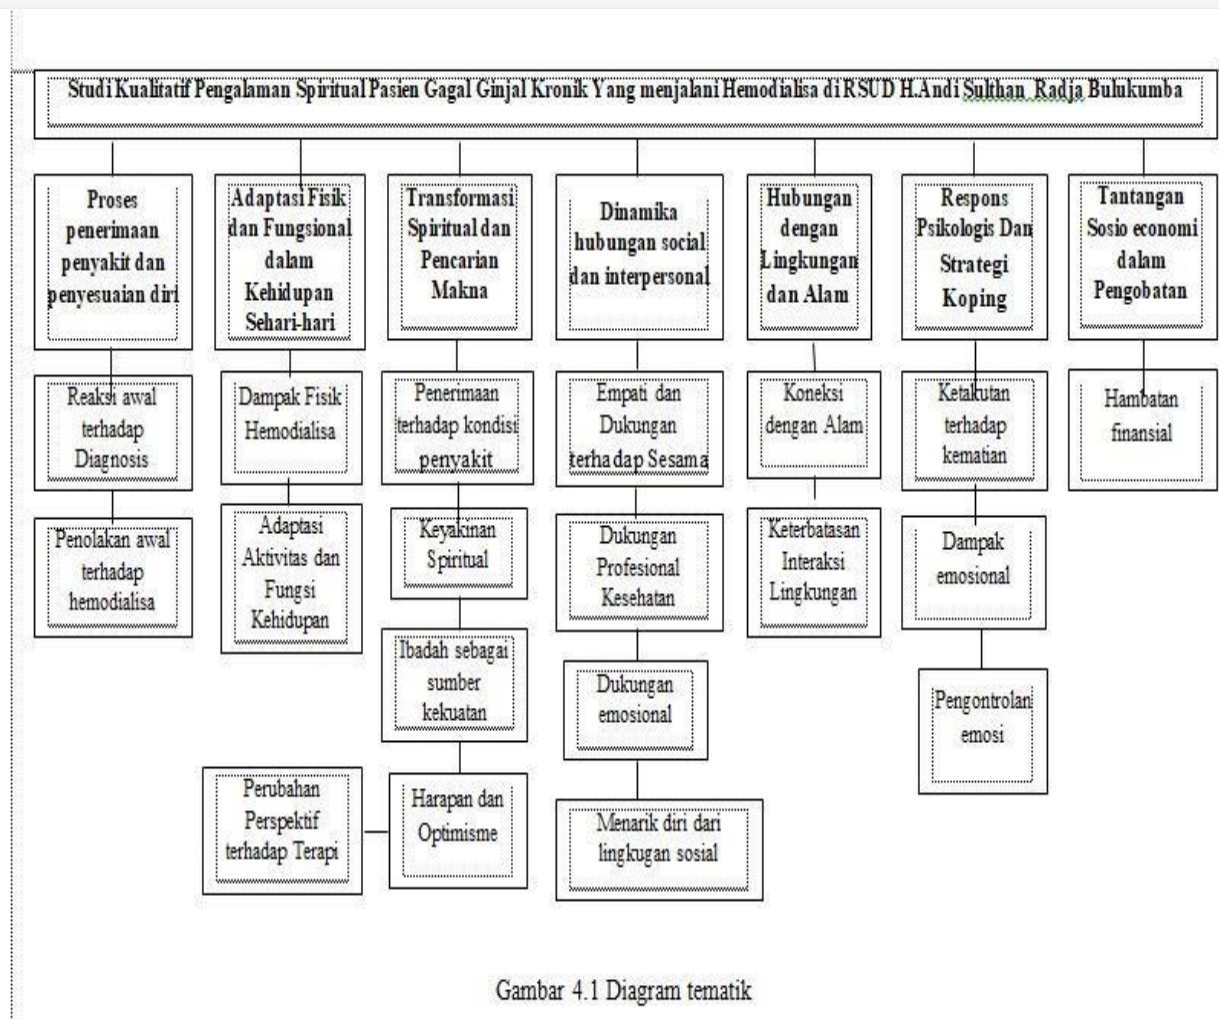 Studi Kualitatif Pengalaman Spiritual Pasien Gagal Ginjal Kronik Yang menjalani Hemodialisa di RSUD H.Andi Sulthan Radja Bulukumba
Proses
penerimaan
penyakit dan
penyesuaian diri
Adaptasi Fisik
dan Fungsional
dalam
Kehidupan
Sehari-hari
Transformasi
Spiritual dan
Pencarian
Makna
Dinamika
hubungan social
dan interpersonal
Hubungan
dengan
Lingkungan
dan Alam
Respons
Psikologis Dan
Strategi
Koping
Tantangan
Sosio economi
dalam
Pengobatan
Reaksi awal
terhadap
Diagnosis
Dampak Fisik
Hemodialisa
Penerimaan
terhadap kondisi
penyakit
Empati dan
Dukungan
terhadap Sesama
Koneksi
dengan Alam
Ketakutan
terhadap
kematian
Hambatan
finansial
Penolakan awal
terhadap
hemodialisa
Adaptasi
Aktivitas dan
Fungsi
Kehidupan
Keyakinan
Spiritual
Dukungan
Profesional
Kesehatan
Keterbatasan
Interaksi
Lingkungan
Dampak
emosional
Ibadah sebagai
sumber
kekuatan
Dukungan
emosional
Pengontrolan
emosi
Perubahan
Perspektif
terhadap Terapi
Harapan dan
Optimisme
Menarik diri dari
lingkugan sosial
Gambar 4.1 Diagram tematik